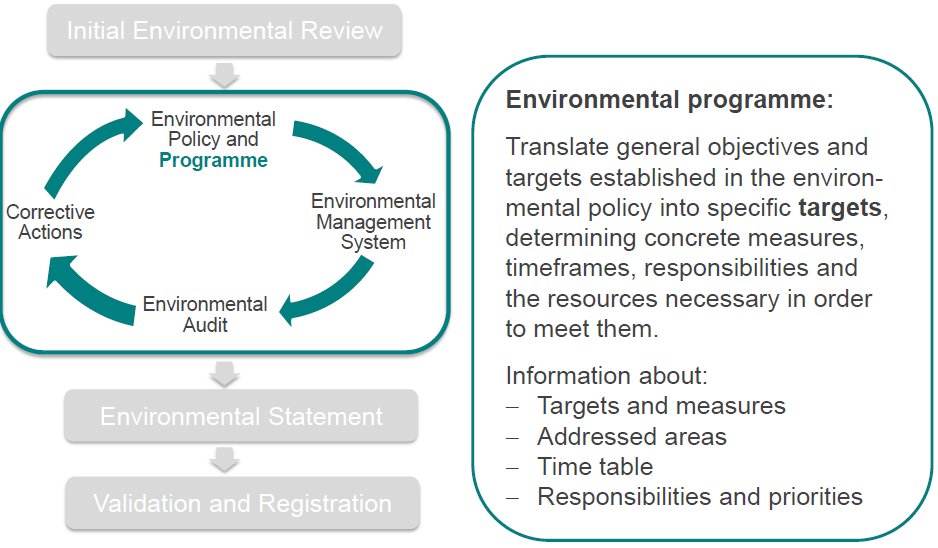 Initial Environmental Review
Environmental
Policy and
Programme
Environmental
Management
System
Environmental
Audit
Corrective
Actions
Environmental Statement
Validation and Registration
Environmental programme:
Translate general objectives and
targets established in the environ-
mental policy into specific targets,
determining concrete measures,
timeframes, responsibilities and
the resources necessary in order
to meet them.
Information about:
– Targets and measures
– Addressed areas
– Time table
– Responsibilities and priorities